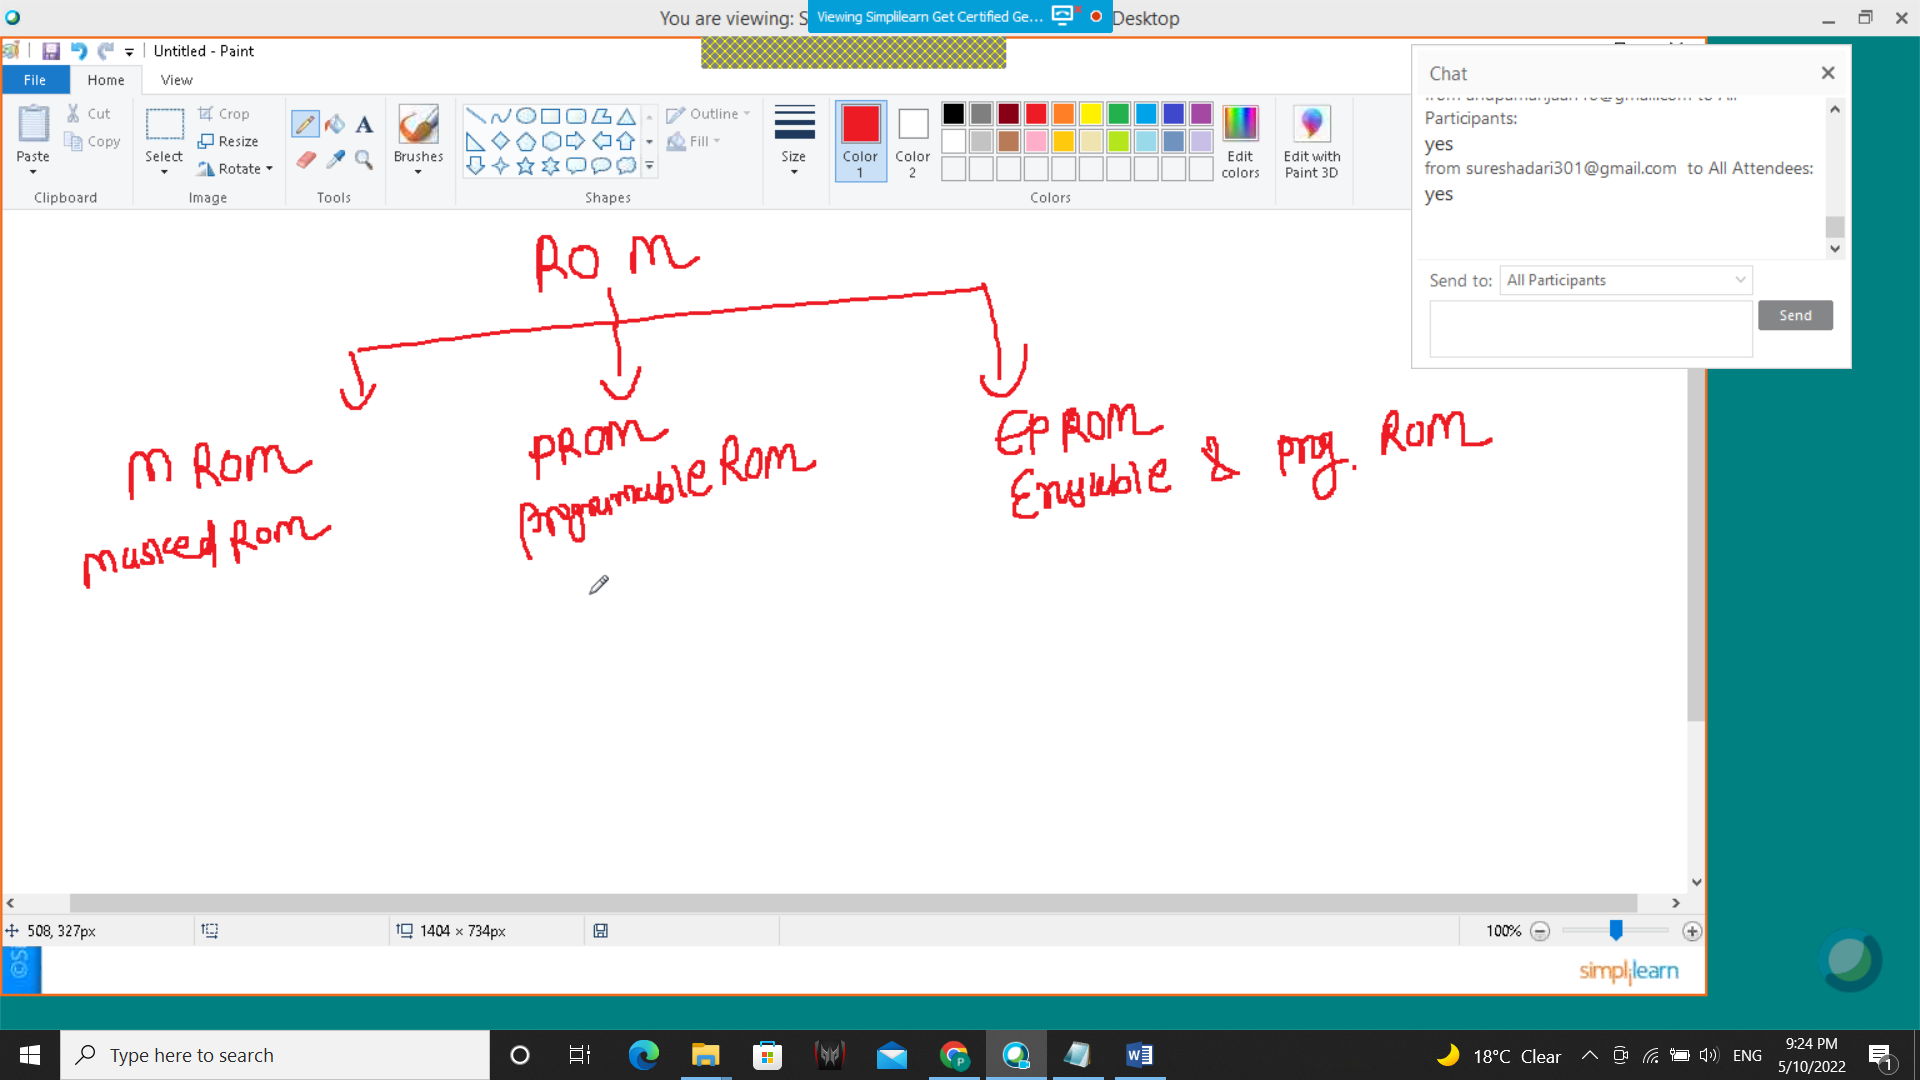 You are viewing: S
Viewing Simplilearn Get Certified Ge...
Desktop
Untitled - Paint
File
Home
View
Paste
Cut
Copy
Clipboard
Select
Crop
Resize
Rotate
Image
Tools
Brushes
Shapes
Outline
Fill
Size
Color 1
Color 2
Edit colors
Edit with Paint 3D
Colors
Chat
Participants:
yes
from sureshadari301@gmail.com to All Attendees:
yes
Send to:
All Participants
Send
ROM
M ROM
masked Rom
PROM
Programmable ROM
EPROM
& prg. ROM
508, 327px
1404 × 734px
100%
simplilearn
Type here to search
18°C Clear
ENG
9:24 PM
5/10/2022
1